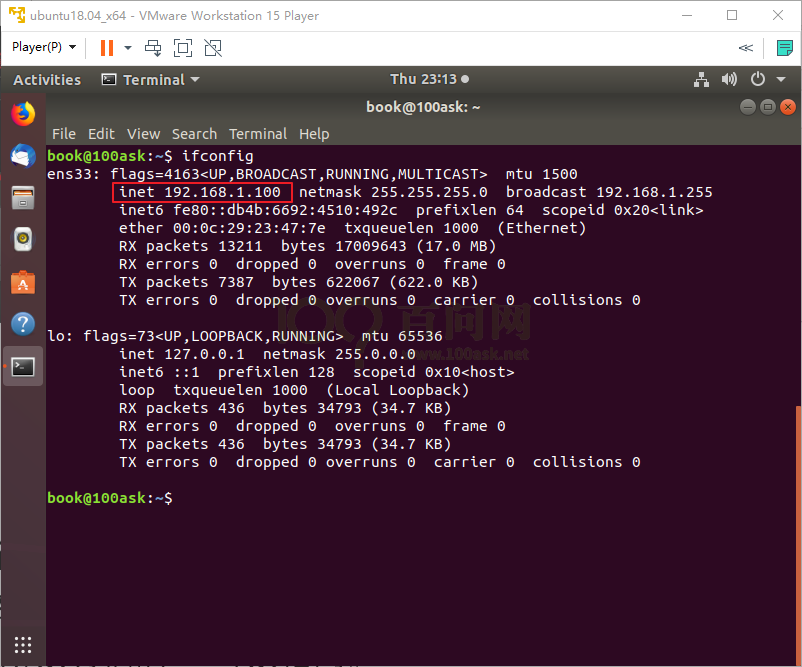 ubuntu18.04_x64 - VMware Workstation 15 Player
Player(P)
Activities Terminal Thu 23:13
book@100ask: ~
File Edit View Search Terminal Help
book@100ask:~$ ifconfig
ens33: flags=4163<UP,BROADCAST,RUNNING,MULTICAST>  mtu 1500
        inet 192.168.1.100  netmask 255.255.255.0  broadcast 192.168.1.255
        inet6 fe80::db4b:6692:4510:492c  prefixlen 64  scopeid 0x20<link>
        ether 00:0c:29:23:47:7e  txqueuelen 1000  (Ethernet)
        RX packets 13211  bytes 17009643 (17.0 MB)
        RX errors 0  dropped 0  overruns 0  frame 0
        TX packets 7387  bytes 622067 (622.0 KB)
        TX errors 0  dropped 0 overruns 0  carrier 0  collisions 0
百问网
www.100ask.net
lo: flags=73<UP,LOOPBACK,RUNNING>  mtu 65536
        inet 127.0.0.1  netmask 255.0.0.0
        inet6 ::1  prefixlen 128  scopeid 0x10<host>
        loop  txqueuelen 1000  (Local Loopback)
        RX packets 436  bytes 34793 (34.7 KB)
        RX errors 0  dropped 0  overruns 0  frame 0
        TX packets 436  bytes 34793 (34.7 KB)
        TX errors 0  dropped 0 overruns 0  carrier 0  collisions 0
book@100ask:~$